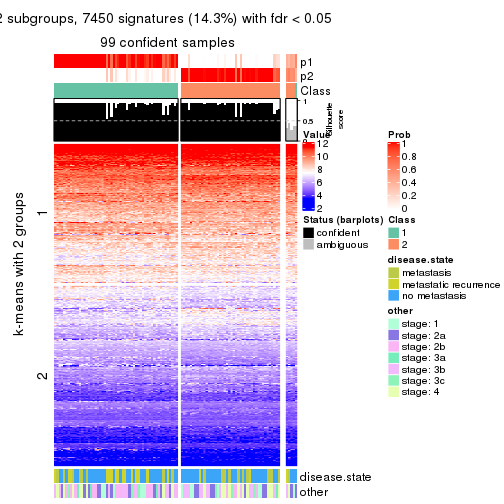 2 subgroups, 7450 signatures (14.3%) with fdr < 0.05
99 confident samples
p1
p2
Class
1
0.5
0
Silhouette
score
k-means with 2 groups
1
2
Value
12
10
8
6
4
2
Prob
1
0.8
0.6
0.4
0.2
0
Status (barplots)
confident
ambiguous
Class
1
2
disease.state
metastasis
metastatic recurrence
no metastasis
other
stage: 1
stage: 2a
stage: 2b
stage: 3a
stage: 3b
stage: 3c
stage: 4
disease.state
other